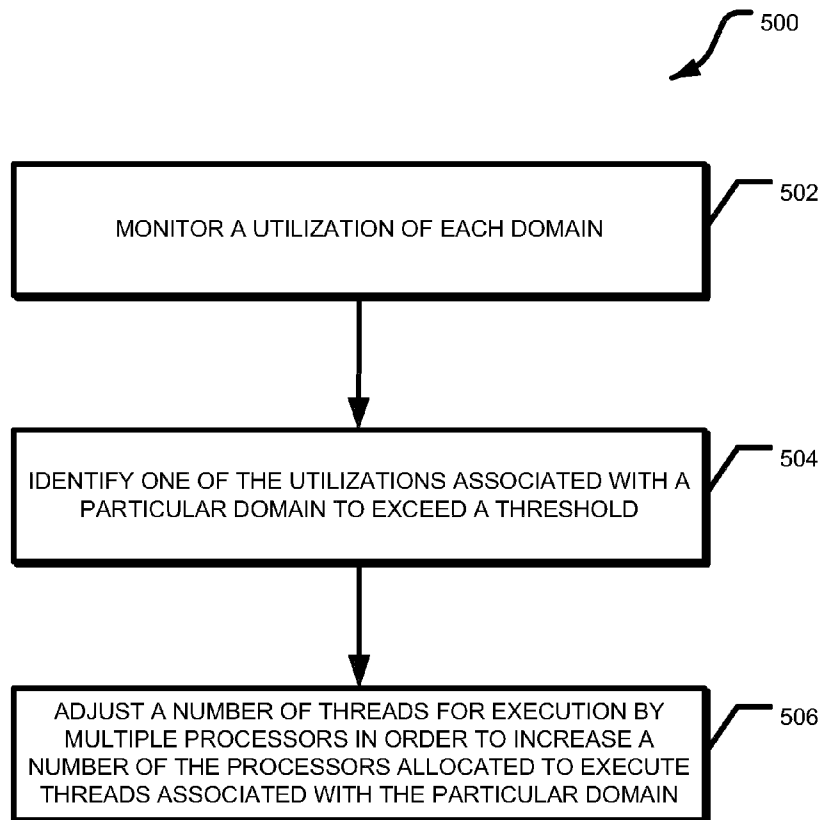 500
MONITOR A UTILIZATION OF EACH DOMAIN
502
IDENTIFY ONE OF THE UTILIZATIONS ASSOCIATED WITH A
PARTICULAR DOMAIN TO EXCEED A THRESHOLD
504
ADJUST A NUMBER OF THREADS FOR EXECUTION BY
MULTIPLE PROCESSORS IN ORDER TO INCREASE A
NUMBER OF THE PROCESSORS ALLOCATED TO EXECUTE
THREADS ASSOCIATED WITH THE PARTICULAR DOMAIN
506